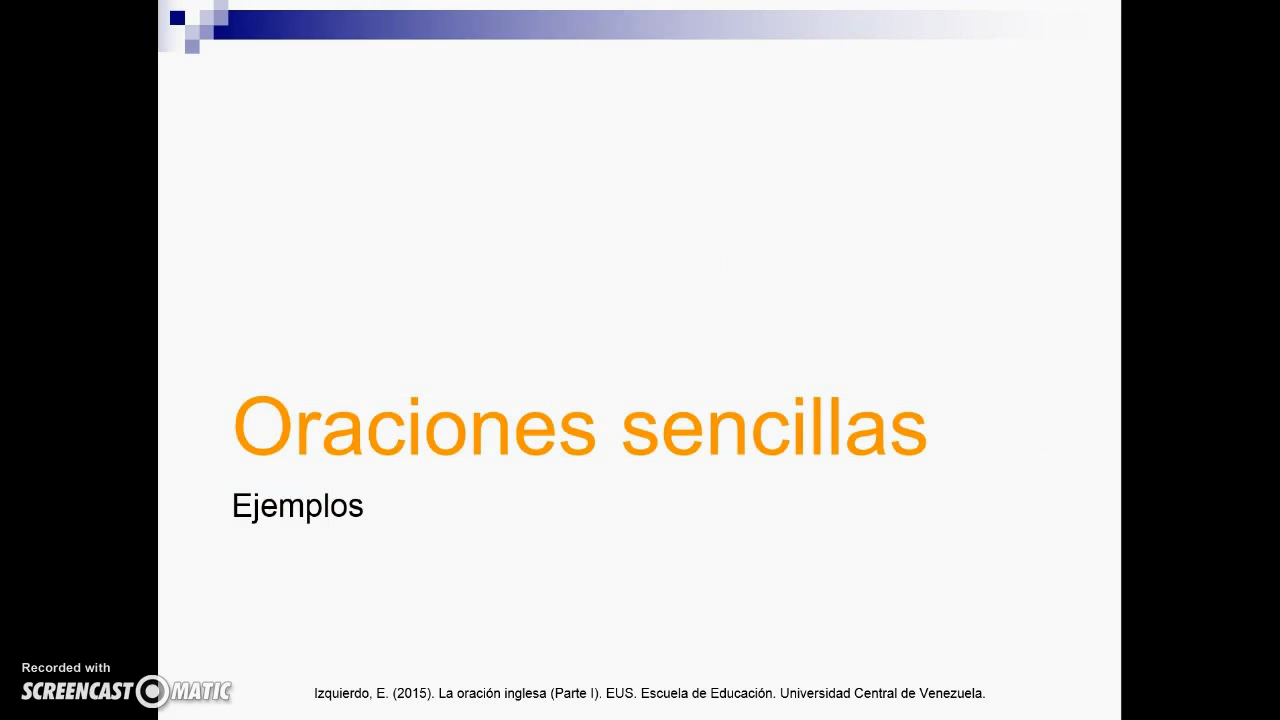 Oraciones sencillas
Ejemplos
Recorded with
SCREENCAST MATIC
Izquierdo, E. (2015). La oración inglesa (Parte I). EUS. Escuela de Educación. Universidad Central de Venezuela.